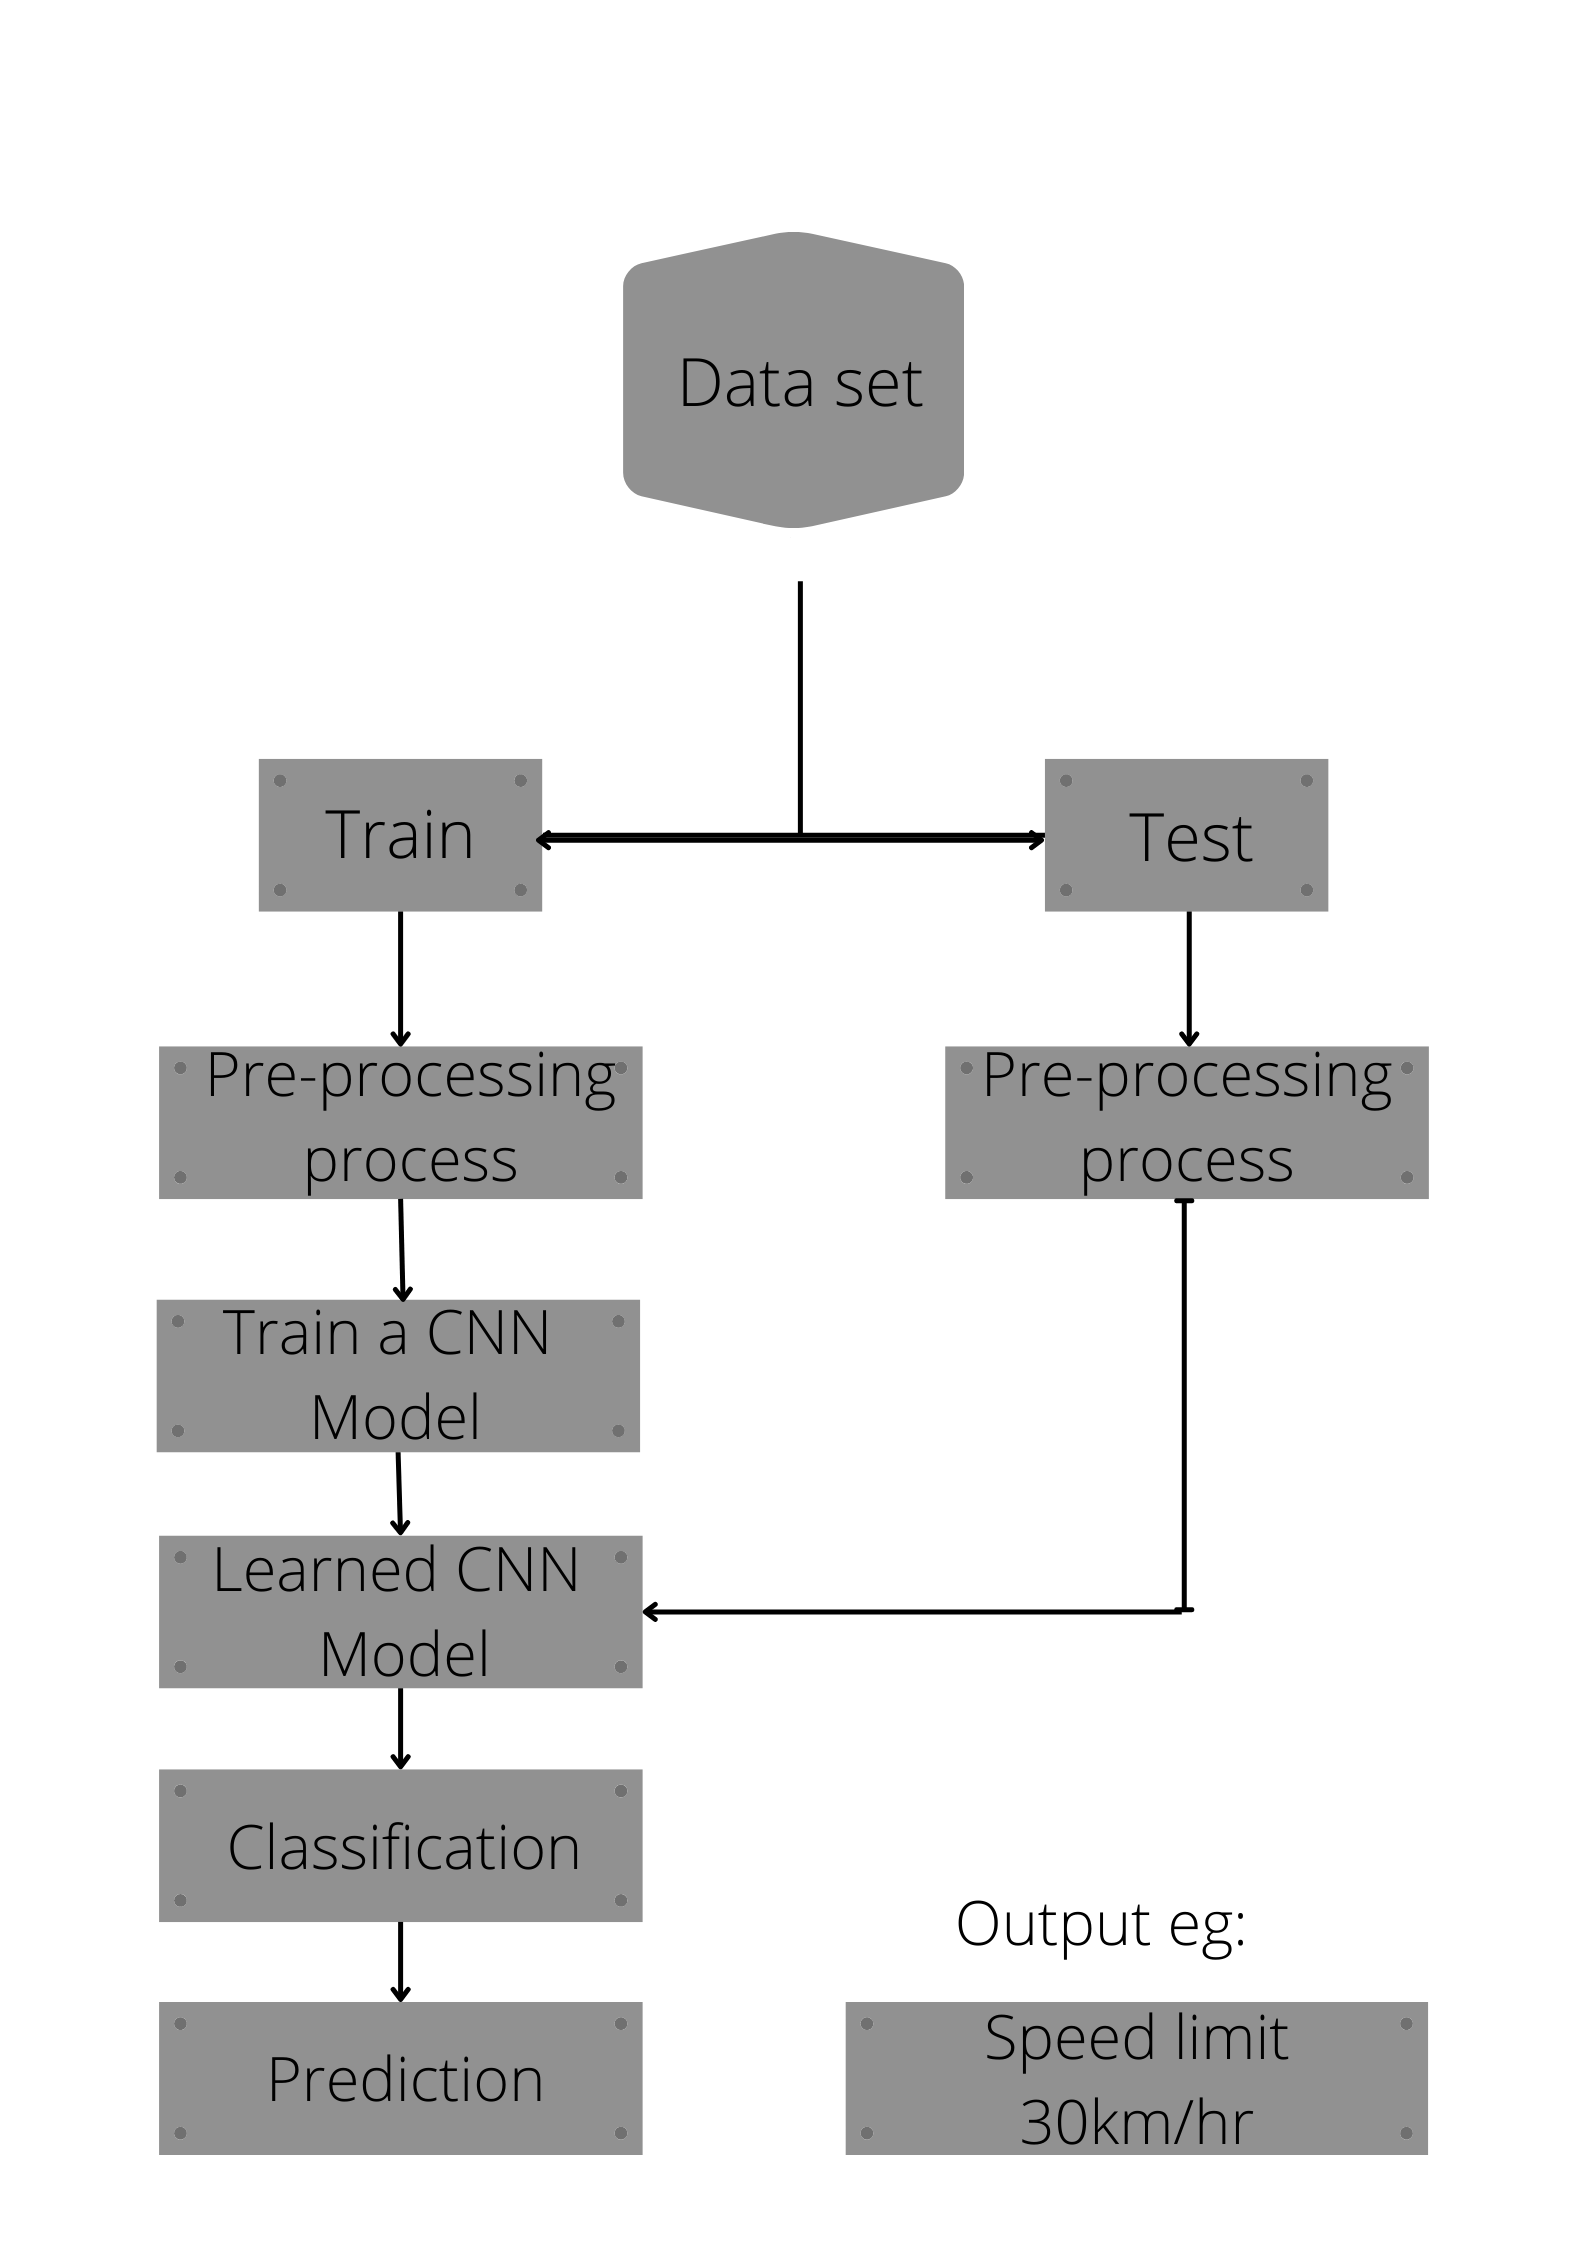 Data set
Train
Test
Pre-processing
process
Pre-processing
process
Train a CNN
Model
Learned CNN
Model
Classification
Output eg:
Prediction
Speed limit
30km/hr